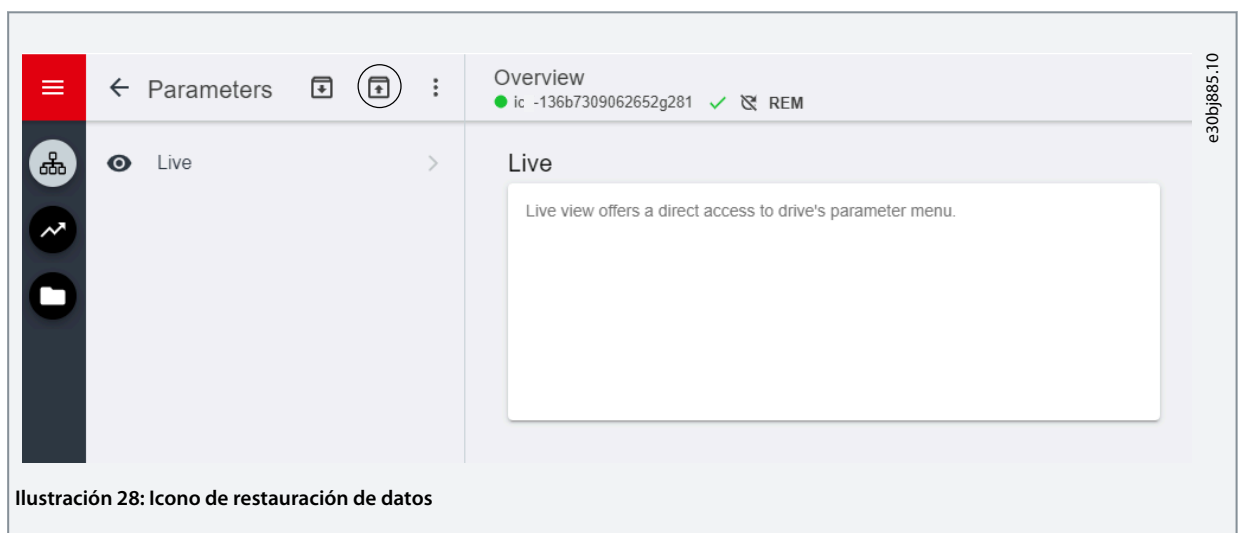 Parameters
Overview
ic -136b7309062652g281 REM
Live
Live
Live view offers a direct access to drive's parameter menu.
e30bj885.10
Ilustración 28: Icono de restauración de datos